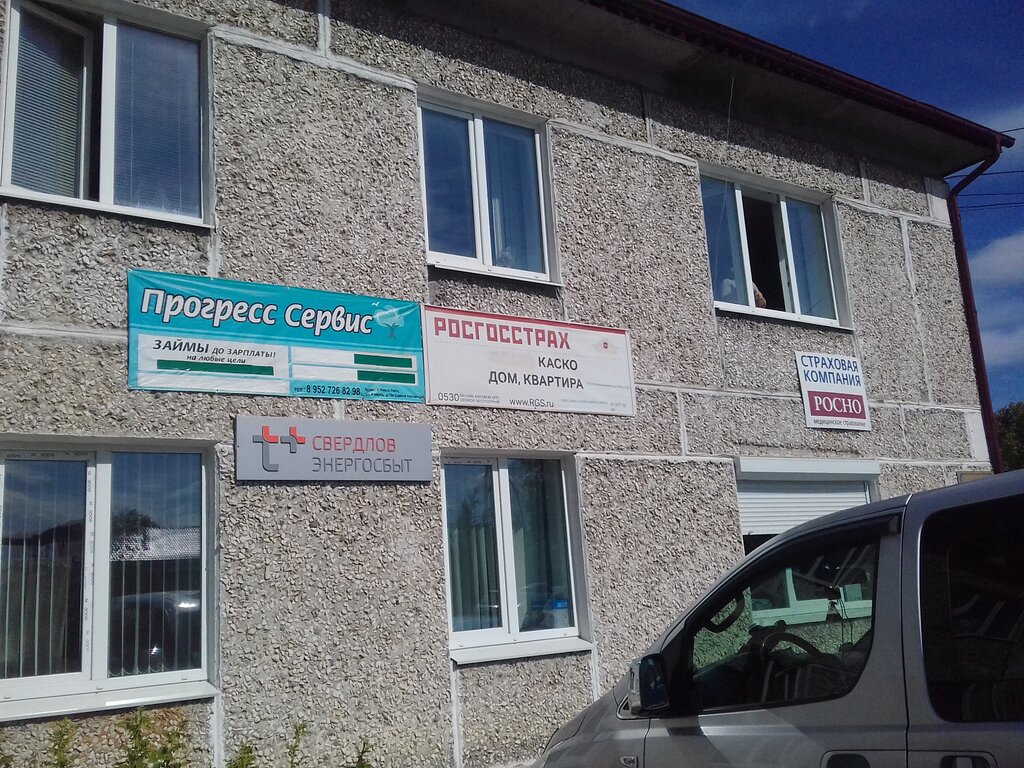 Прогресс Сервис
ЗАЙМЫ ДО ЗАРПЛАТЫ!
на любые цели
тел.: 8 952 726 82 98
РОСГОССТРАХ
КАСКО
ДОМ, КВАРТИРА
0530
www.RGS.ru
СВЕРДЛОВ
ЭНЕРГОСБЫТ
СТРАХОВАЯ
КОМПАНИЯ
РОСНО
медицинское страхование